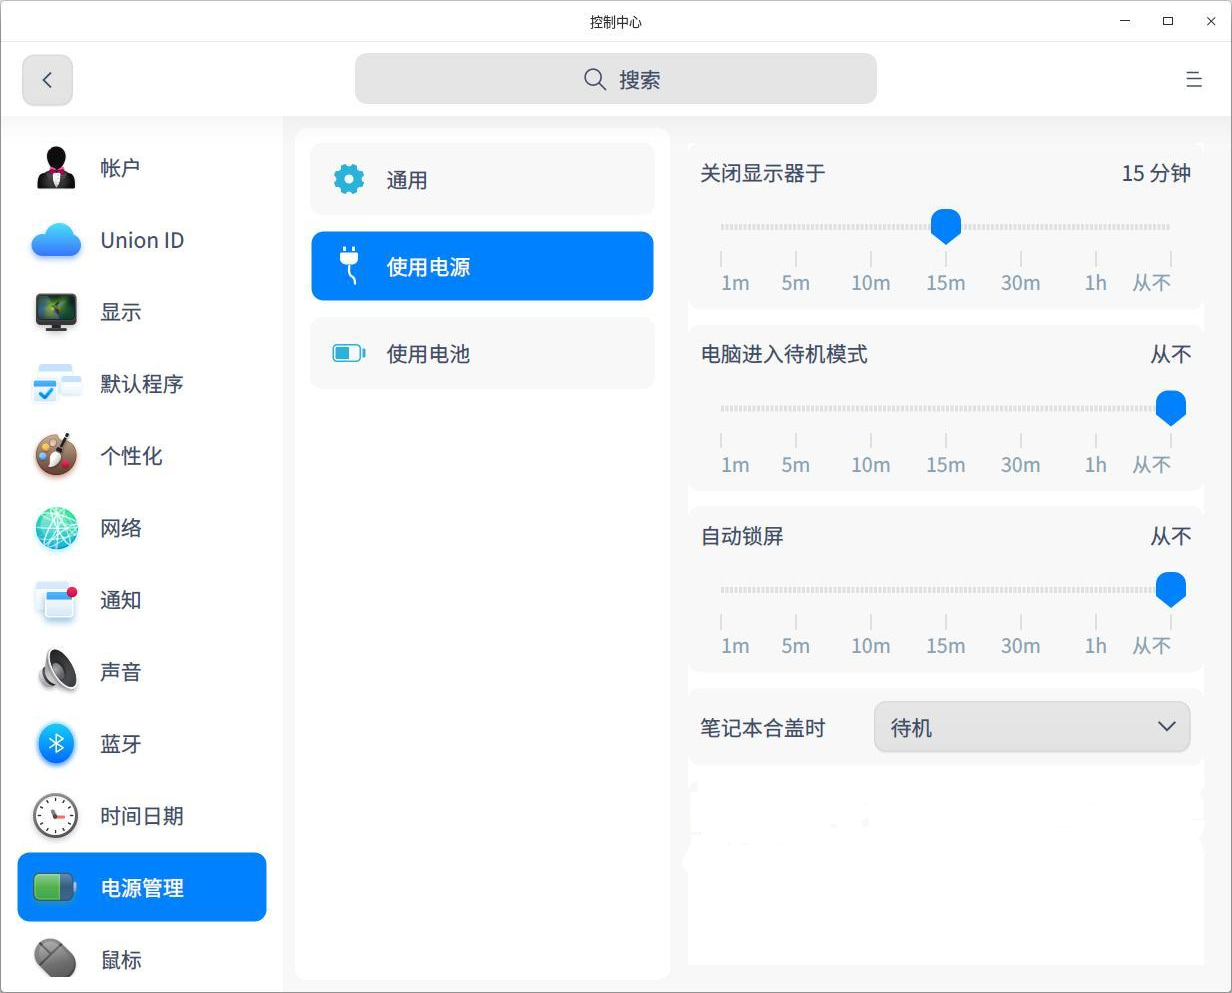 控制中心
搜索
帐户
Union ID
显示
默认程序
个性化
网络
通知
声音
蓝牙
时间日期
电源管理
鼠标
通用
使用电源
使用电池
关闭显示器于 15 分钟
1m 5m 10m 15m 30m 1h 从不
电脑进入待机模式 从不
1m 5m 10m 15m 30m 1h 从不
自动锁屏 从不
1m 5m 10m 15m 30m 1h 从不
笔记本合盖时 待机